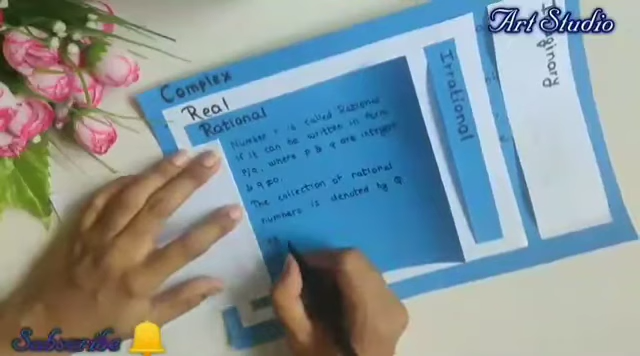 Art Studio
Complex
Real
Rational
Irrational
Imaginary
Number r is called Rational
if it can be written in form
p/q, where p & q are integers
& q≠0.
The collection of rational
numbers is denoted by Q.
Subscribe